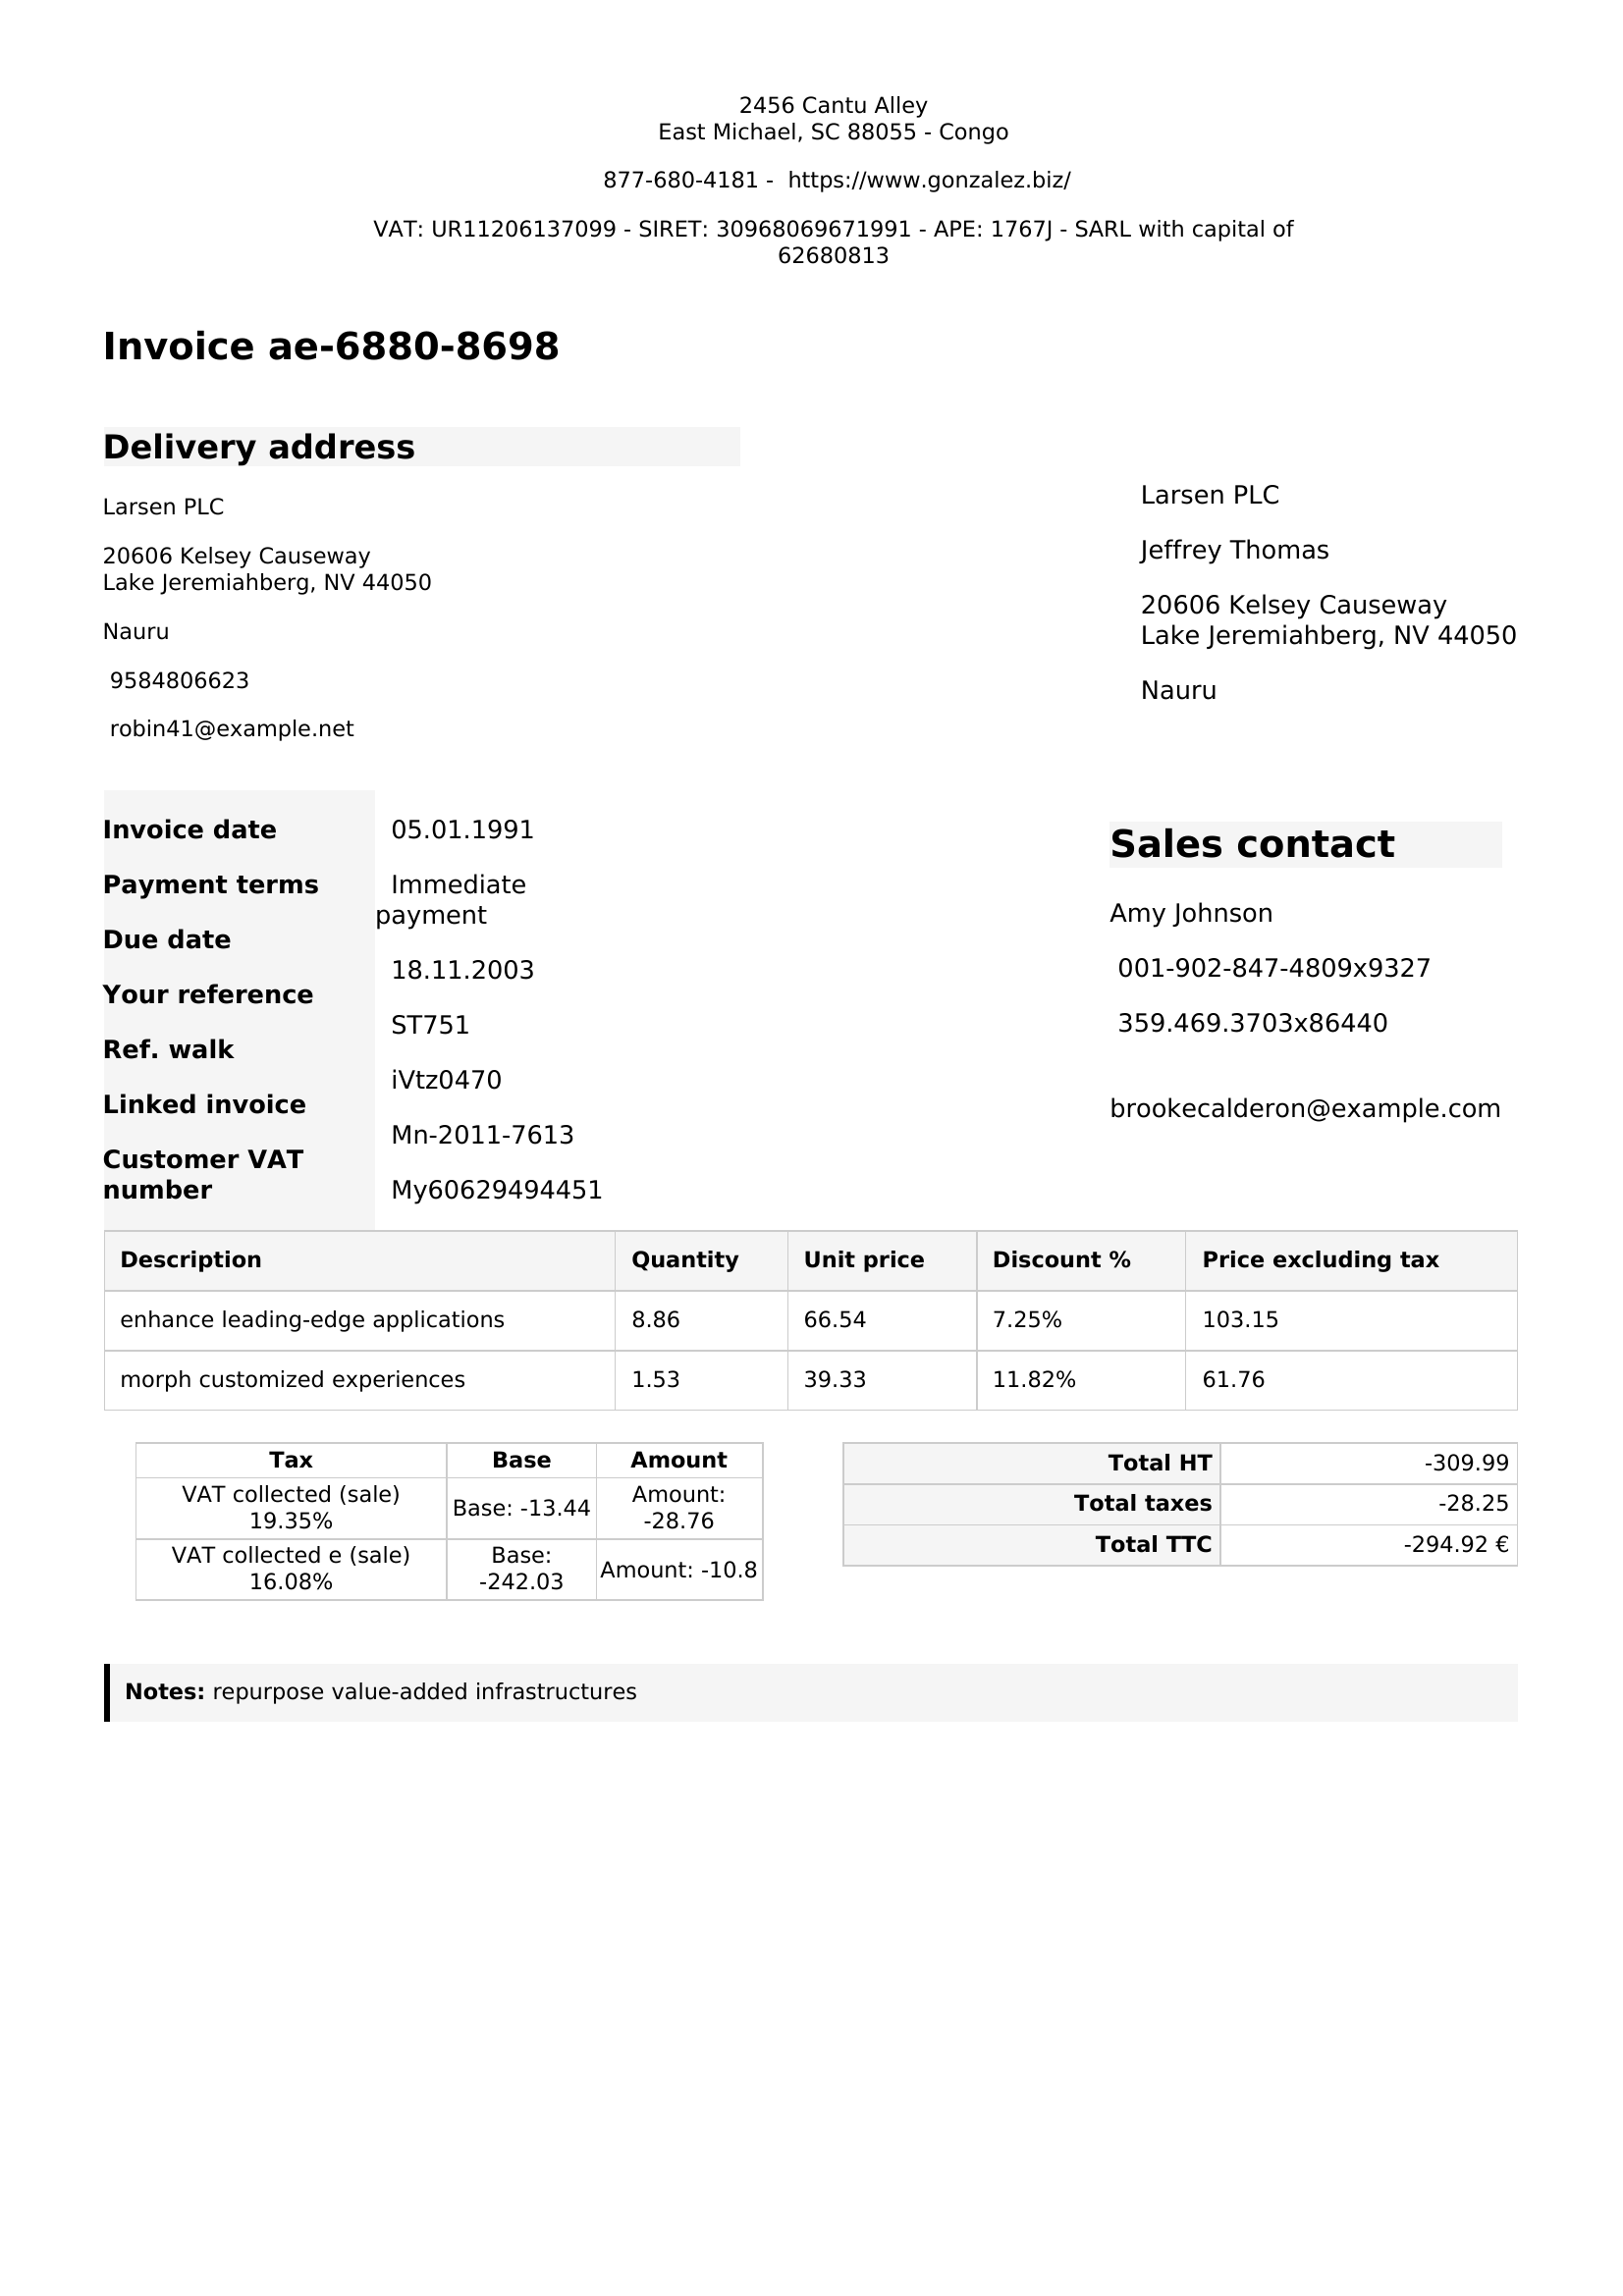 2456 Cantu Alley
East Michael, SC 88055 - Congo
877-680-4181 - https://www.gonzalez.biz/
VAT: UR11206137099 - SIRET: 30968069671991 - APE: 1767J - SARL with capital of
62680813
Invoice ae-6880-8698
Delivery address
Larsen PLC
20606 Kelsey Causeway
Lake Jeremiahberg, NV 44050
Nauru
9584806623
robin41@example.net
Larsen PLC
Jeffrey Thomas
20606 Kelsey Causeway
Lake Jeremiahberg, NV 44050
Nauru
Invoice date
Payment terms
Due date
Your reference
Ref. walk
Linked invoice
Customer VAT
number
05.01.1991
Immediate
payment
18.11.2003
ST751
iVtz0470
Mn-2011-7613
My60629494451
Sales contact
Amy Johnson
001-902-847-4809x9327
359.469.3703x86440
brookecalderon@example.com
Description Quantity Unit price Discount % Price excluding tax
enhance leading-edge applications 8.86 66.54 7.25% 103.15
morph customized experiences 1.53 39.33 11.82% 61.76
Tax Base Amount
VAT collected (sale)
19.35%
Base: -13.44
Amount:
-28.76
VAT collected e (sale)
16.08%
Base:
-242.03
Amount: -10.8
Total HT -309.99
Total taxes -28.25
Total TTC -294.92 €
Notes: repurpose value-added infrastructures